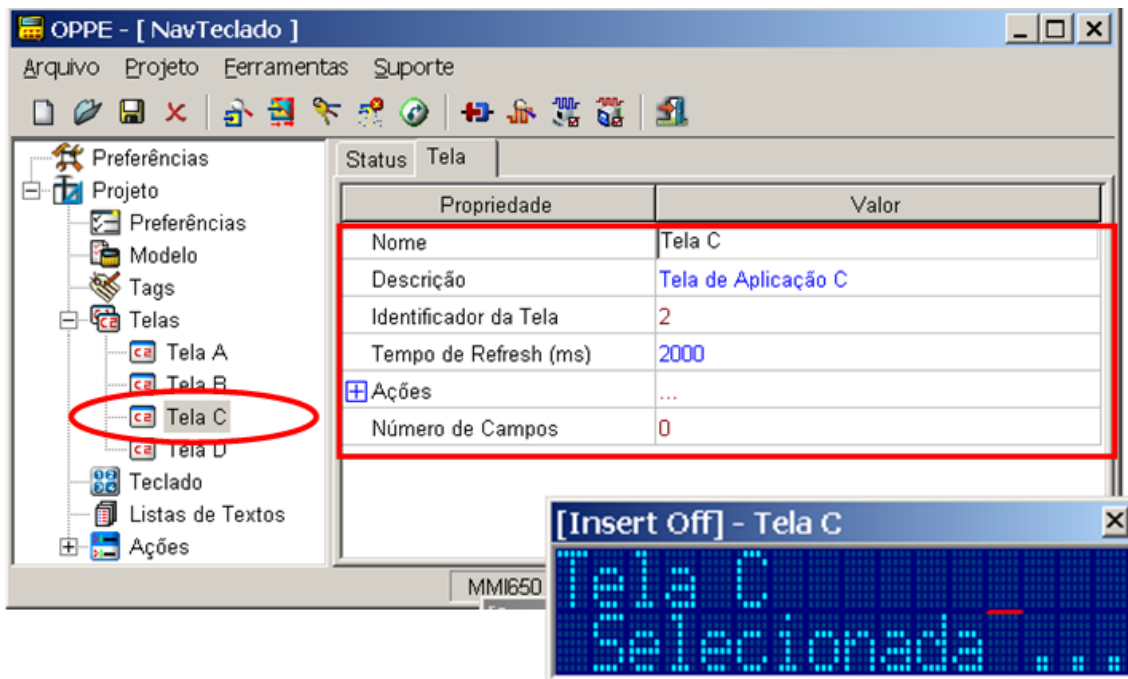 OPPE - [ NavTeclado ]
Arquivo Projeto Ferramentas Suporte
Preferências
Projeto
Preferências
Modelo
Tags
Telas
Tela A
Tela B
Tela C
Tela D
Teclado
Listas de Textos
Ações
Status Tela
Propriedade Valor
Nome Tela C
Descrição Tela de Aplicação C
Identificador da Tela 2
Tempo de Refresh (ms) 2000
Ações ...
Número de Campos 0
MMI650
[Insert Off] - Tela C
Tela C
Selecionada ...